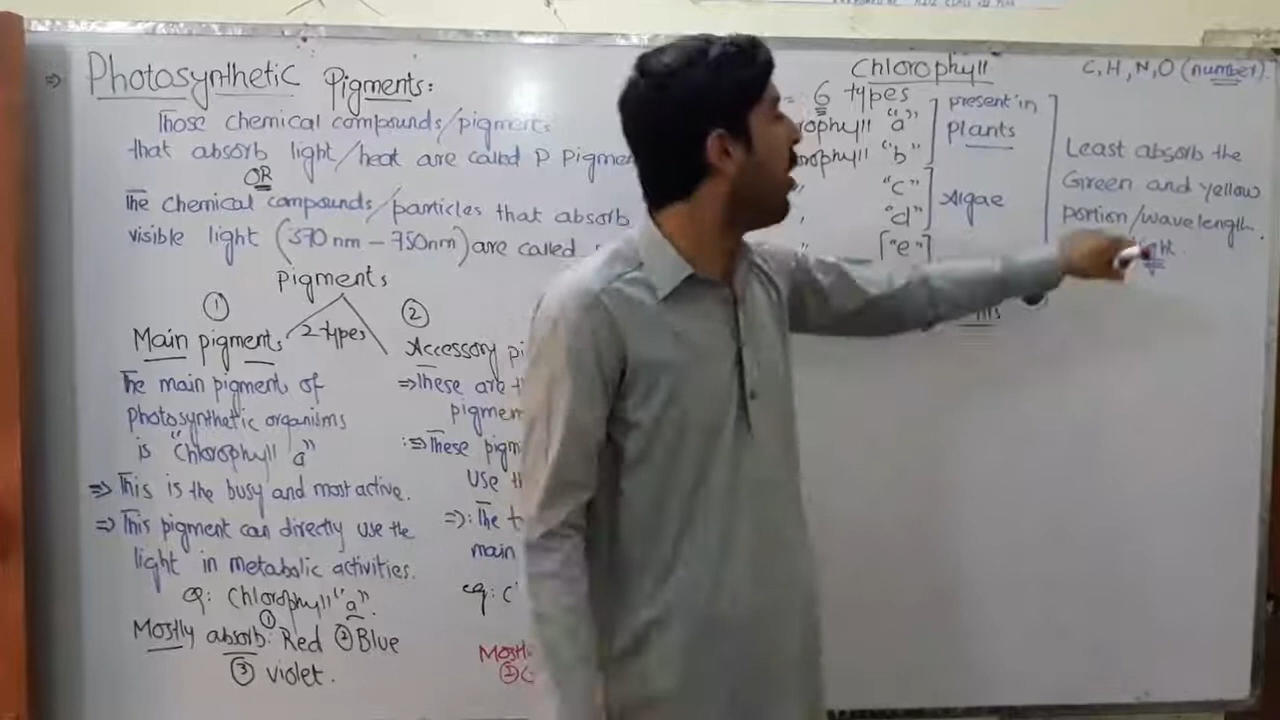 ⇒ Photosynthetic Pigments:
Those chemical compounds/pigments
that absorb light/heat are called P Pigme
OR
The chemical compounds/particles that absorb
visible light (370nm – 750nm) are called
Pigments
2 types
① Main pigments
The main pigment of
photosynthetic organisms
is "Chlorophyll a"
⇒ This is the busy and most active.
⇒ This pigment can directly use the
light in metabolic activities.
eg: Chlorophyll "a".
Mostly absorb: ① Red ② Blue
③ violet.
② Accessory pi
⇒ These are t
pigmen
⇒ These pigm
use t
⇒: The t
main
eg: c
Mostl
②
Chlorophyll
= 6 types
rophyll "a"
rophyll "b"
present in
plants
" "c"
" "d"
Algae
" ["e"]
C, H, N, O (number).
Least absorb the
Green and yellow
portion/wavelength.